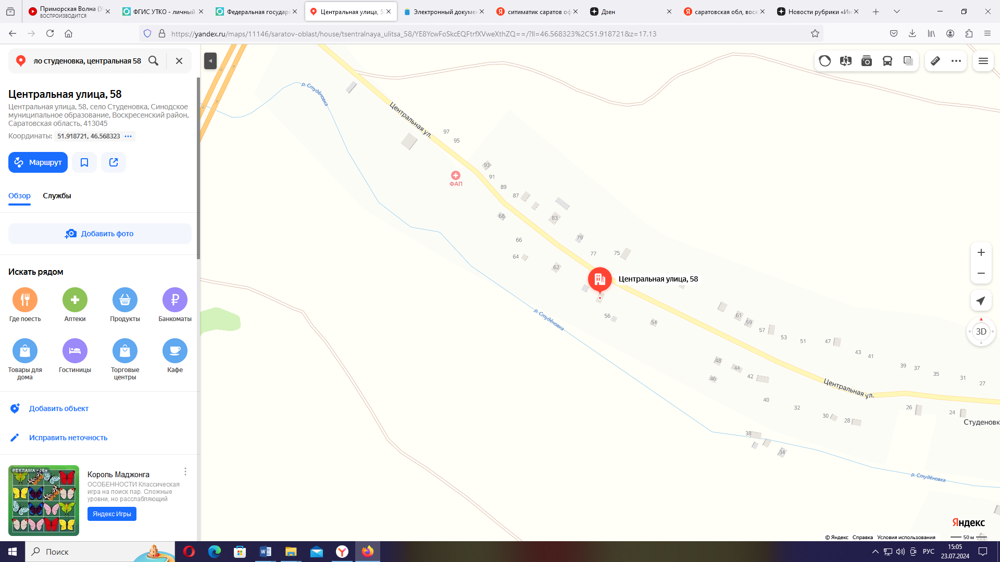 Приморская Волна (У
ВОСПРОИЗВОДИТСЯ
ФГИС УТКО - личный
Федеральная государс
Центральная улица, 58
Электронный докумен
ситиматик саратов оф
Дзен
саратовская обл, воск
Новости рубрики «Ин
https://yandex.ru/maps/11146/saratov-oblast/house/tsentralnaya_ulitsa_58/YE8YcwFoSkcEQFtrfXVweXthZQ==/?ll=46.568323%2C51.918721&z=17.13
ло студеновка, центральная 58
Центральная улица, 58
Центральная улица, 58, село Студеновка, Синодское
муниципальное образование, Воскресенский район,
Саратовская область, 413045
Координаты: 51.918721, 46.568323
Маршрут
Обзор
Службы
Добавить фото
Искать рядом
Где поесть
Аптеки
Продукты
Банкоматы
Товары для
дома
Гостиницы
Торговые
центры
Кафе
Добавить объект
Исправить неточность
РЕКЛАМА • 16+
Король Маджонга
ОСОБЕННОСТИ Классическая
игра на поиск пар. Сложные
уровни, но расслабляющий
Яндекс Игры
р. Студёновка
Центральная ул.
97
95
93
91
ФАП
89
87
68
83
79
66
77
75
64
62
Центральная улица, 58
р. Студёновка
56
54
61
59
57
53
51
47
43
41
48
44
46
42
39
37
35
31
27
Центральная ул.
40
32
30
28
26
24
Студеновк
38
34
р. Студёновка
3D
Яндекс
© Яндекс Справка Условия использования
50 м
Поиск
РУС
15:05
23.07.2024